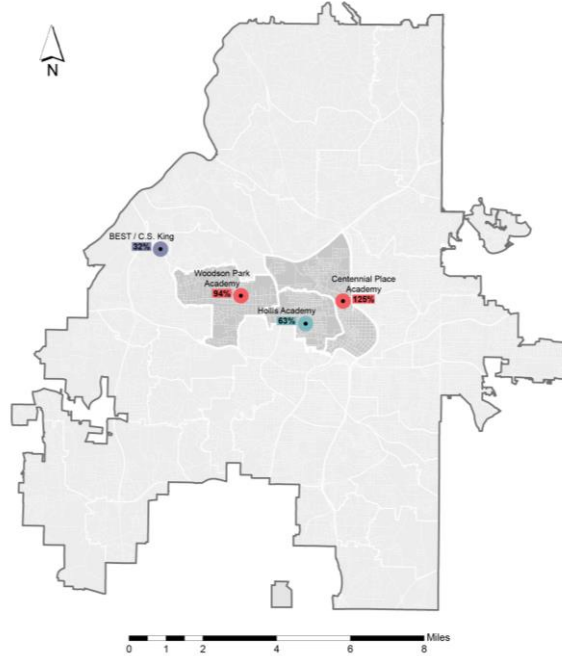 N
BEST / C.S. King
32%
Woodson Park
Academy
94%
Centennial Place
Academy
125%
Hollis Academy
63%
Miles
0 2 4 6 8